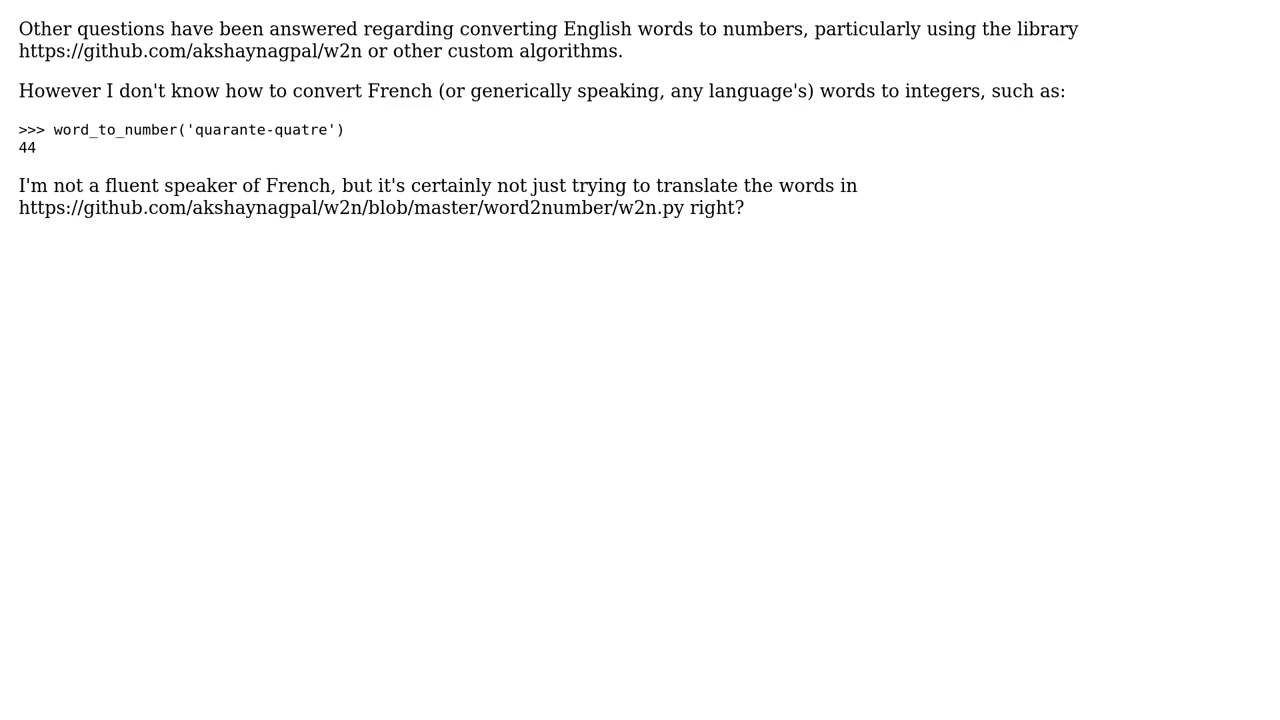 Other questions have been answered regarding converting English words to numbers, particularly using the library
https://github.com/akshaynagpal/w2n or other custom algorithms.
However I don't know how to convert French (or generically speaking, any language's) words to integers, such as:
>>> word_to_number('quarante-quatre')
44
I'm not a fluent speaker of French, but it's certainly not just trying to translate the words in
https://github.com/akshaynagpal/w2n/blob/master/word2number/w2n.py right?